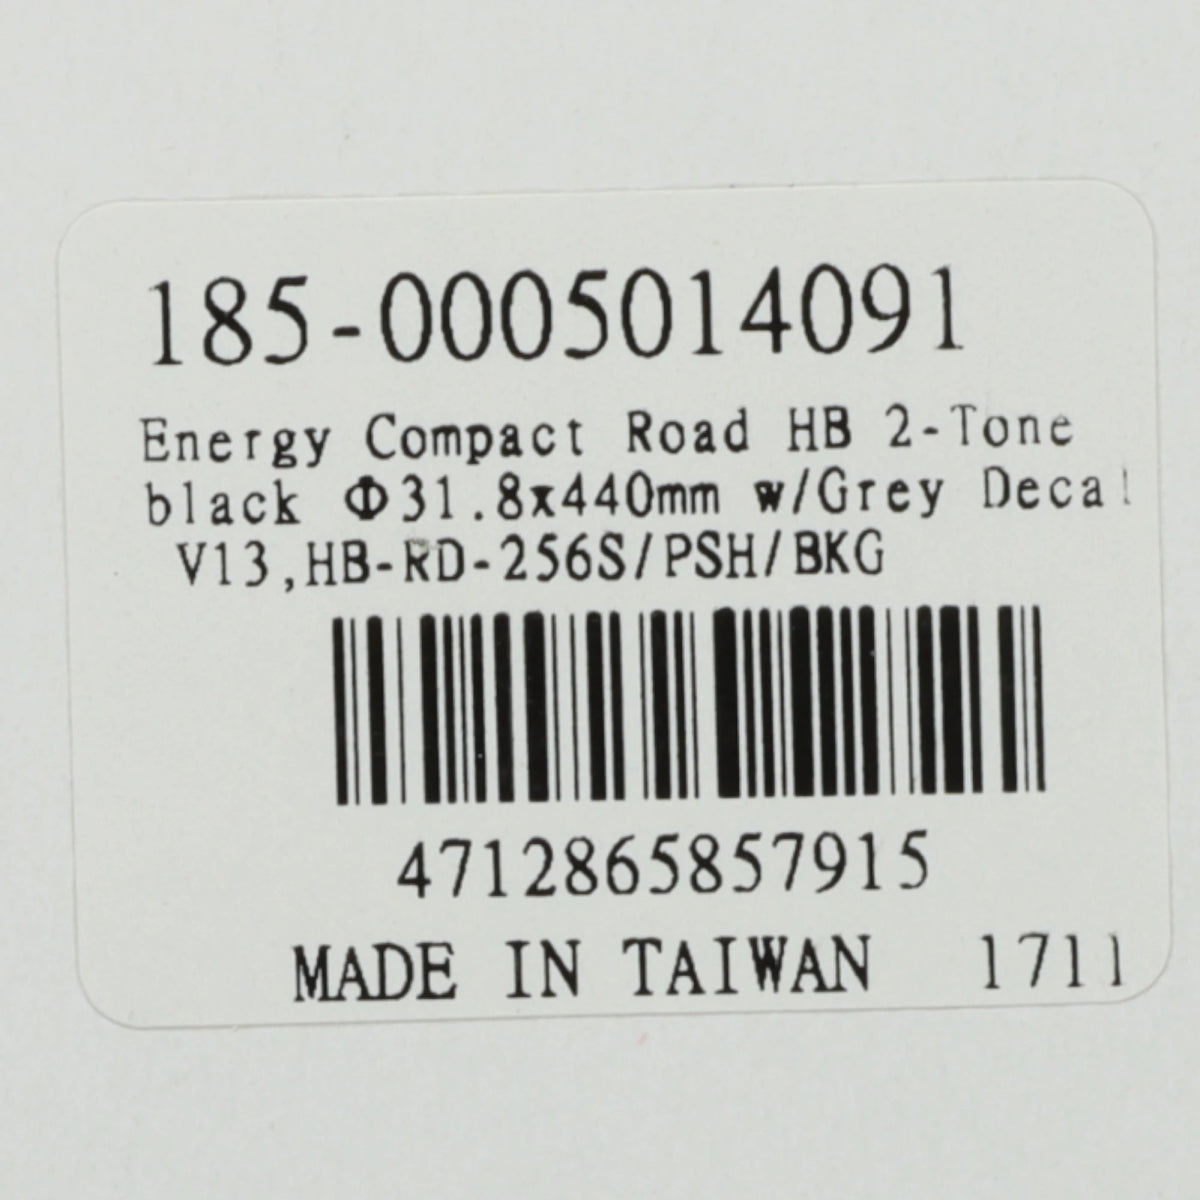 185-0005014091
Energy Compact Road HB 2-Tone
black Φ31.8x440mm w/Grey Decal
V13,HB-RD-256S/PSH/BKG
4712865857915
MADE IN TAIWAN 1711